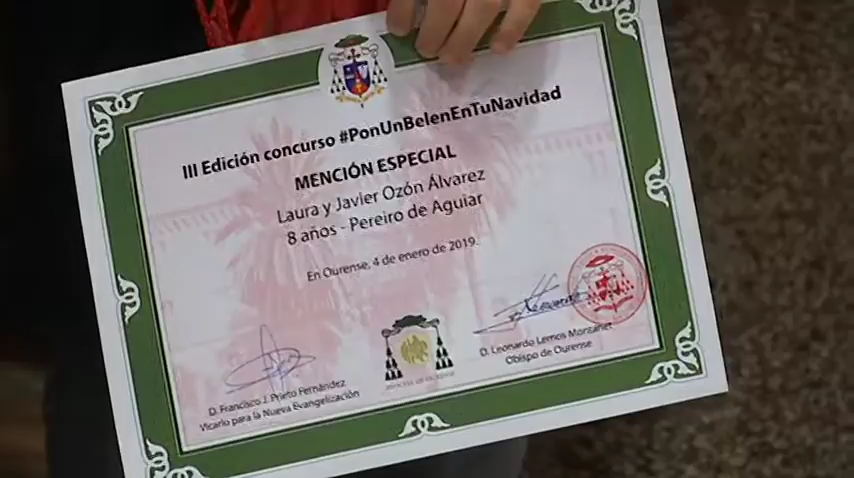 III Edición concurso #PonUnBelenEnTuNavidad
MENCIÓN ESPECIAL
Laura y Javier Ozón Álvarez
8 años - Pereiro de Aguiar
En Ourense, 4 de enero de 2019.
D. Francisco J. Prieto Fernández
Vicario para la Nueva Evangelización
D. Leonardo Lemos Montanet
Obispo de Ourense